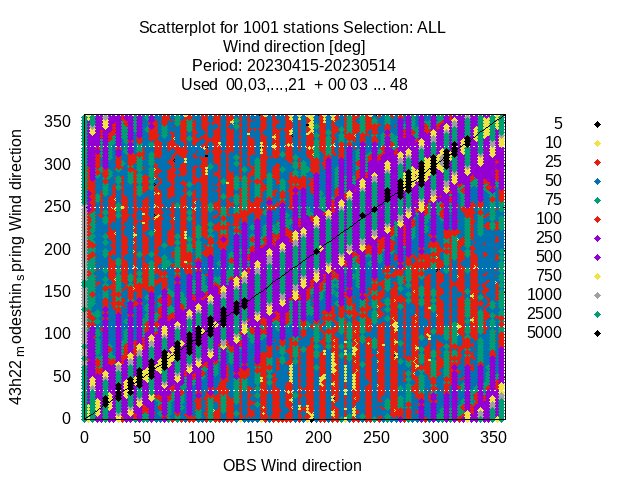 Scatterplot for 1001 stations Selection: ALL
Wind direction [deg]
Period: 20230415-20230514
Used  00,03,...,21  + 00 03 ... 48
43h22 m odesthin s pring Wind direction
350
300
250
200
150
100
50
0
0 50 100 150 200 250 300 350
OBS Wind direction
5
10
25
50
75
100
250
500
750
1000
2500
5000